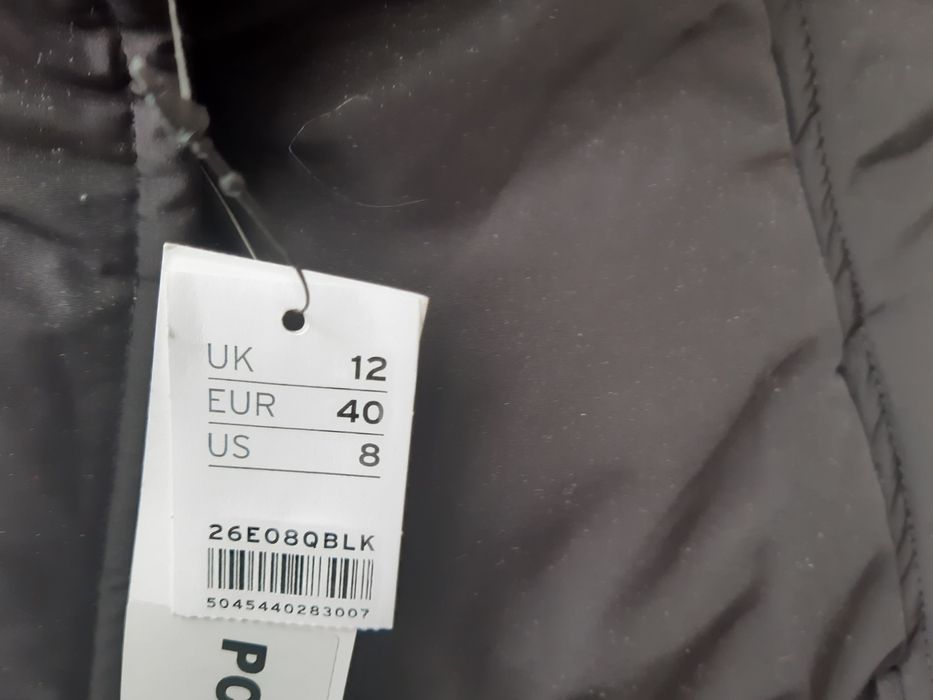 UK 12
EUR 40
US 8
26E08QBLK
5045440283007
PO